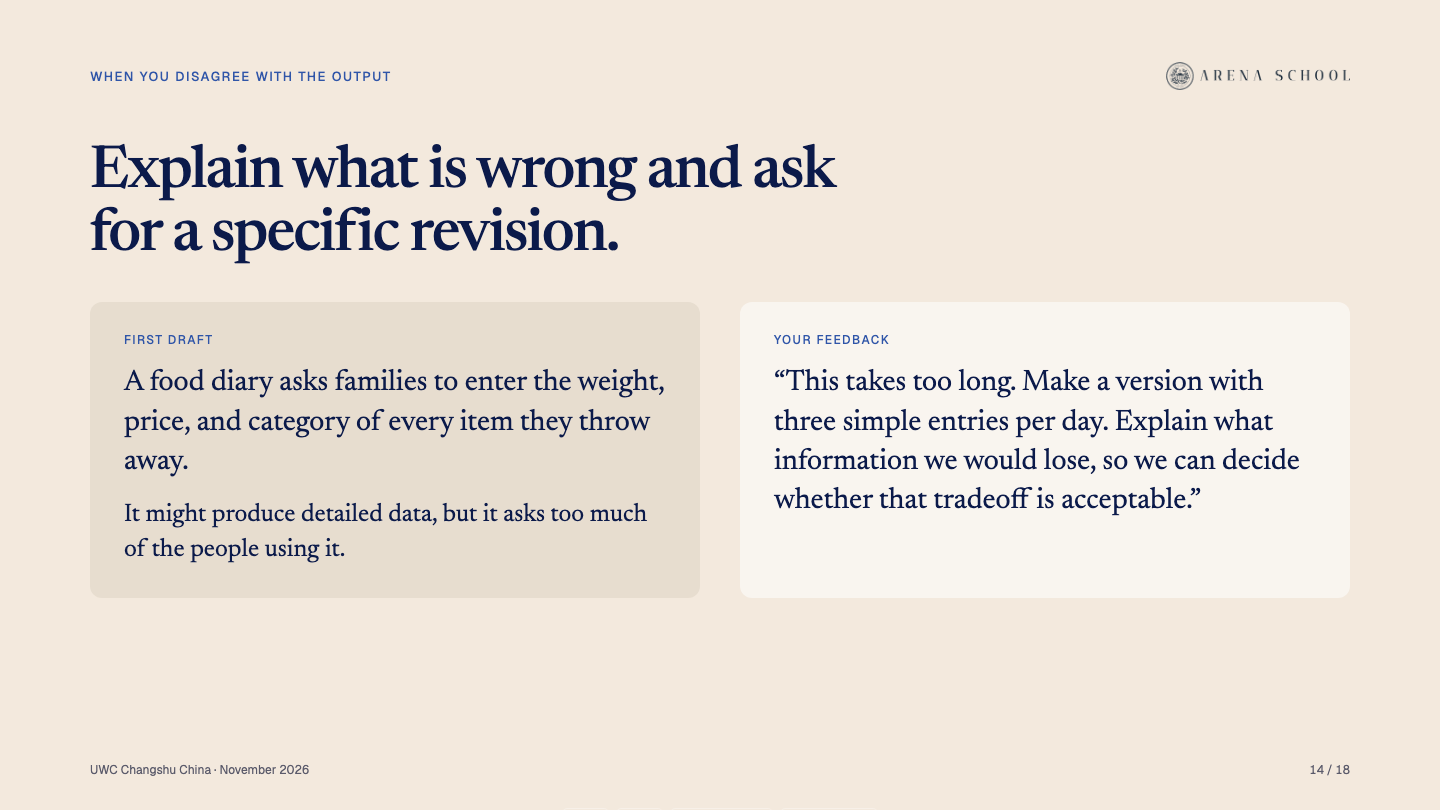 WHEN YOU DISAGREE WITH THE OUTPUT
ARENA SCHOOL
Explain what is wrong and ask
for a specific revision.
FIRST DRAFT
A food diary asks families to enter the weight,
price, and category of every item they throw
away.
It might produce detailed data, but it asks too much
of the people using it.
YOUR FEEDBACK
“This takes too long. Make a version with
three simple entries per day. Explain what
information we would lose, so we can decide
whether that tradeoff is acceptable.”
UWC Changshu China · November 2026
14 / 18